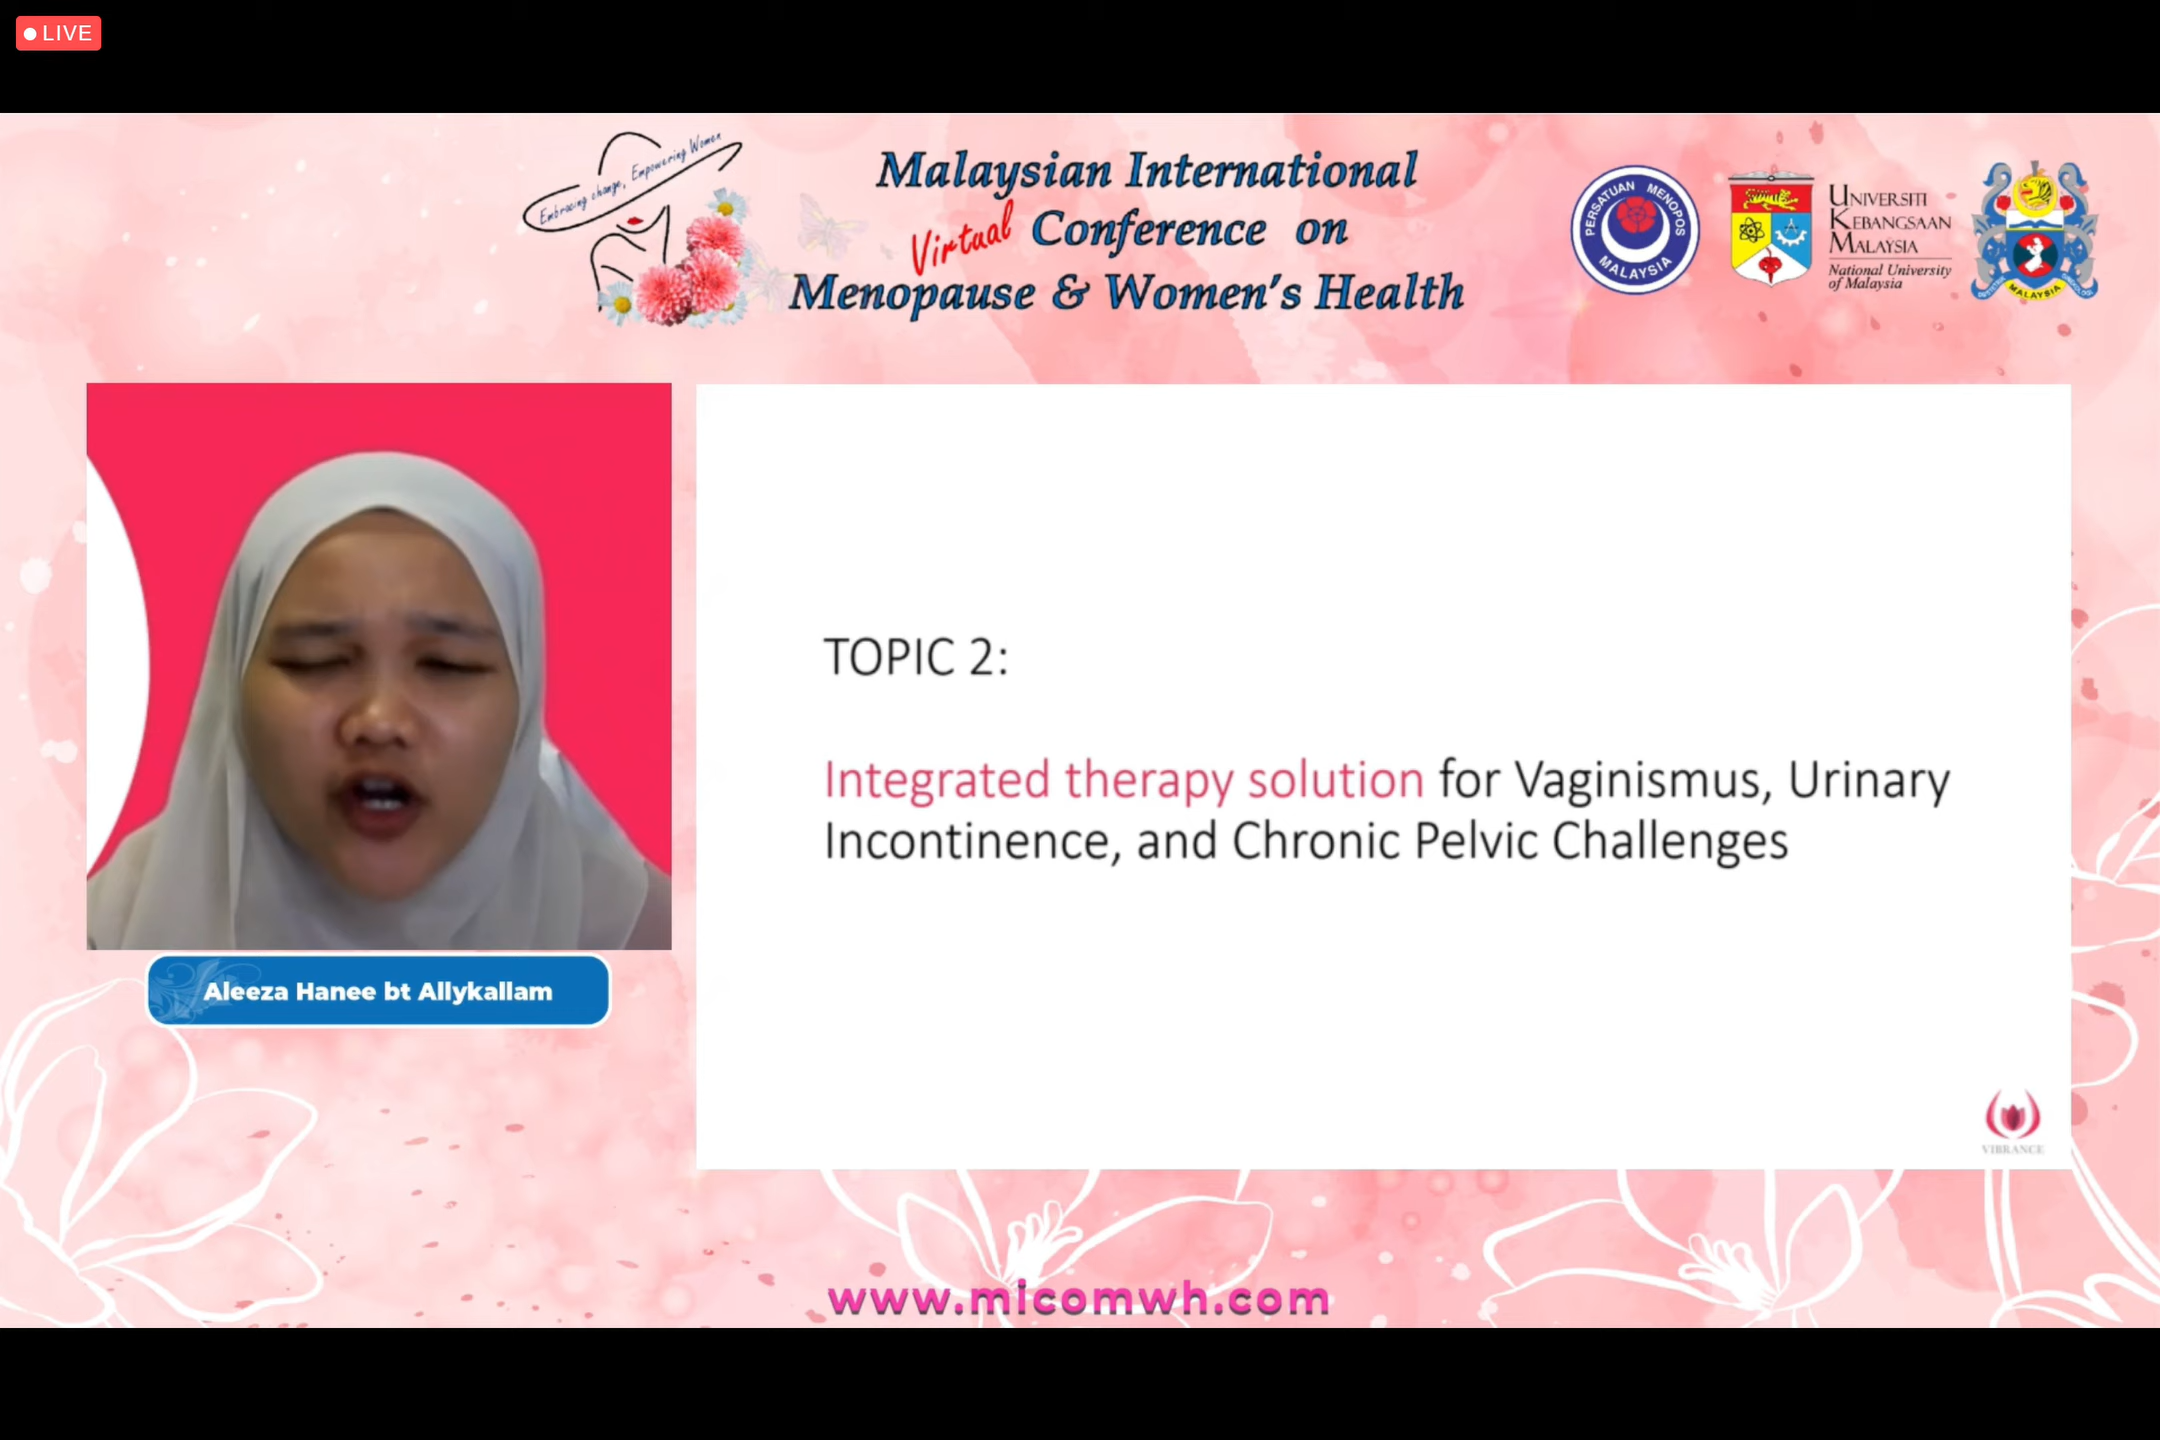 LIVE
Embracing change, Empowering Women
Malaysian International
Virtual Conference on
Menopause & Women's Health
PERSATUAN MENOPOS
MALAYSIA
UNIVERSITI
KEBANGSAAN
MALAYSIA
National University
of Malaysia
MALAYSIA
TOPIC 2:
Integrated therapy solution for Vaginismus, Urinary
Incontinence, and Chronic Pelvic Challenges
Aleeza Hanee bt Allykallam
VIBRANCE
www.micomwh.com